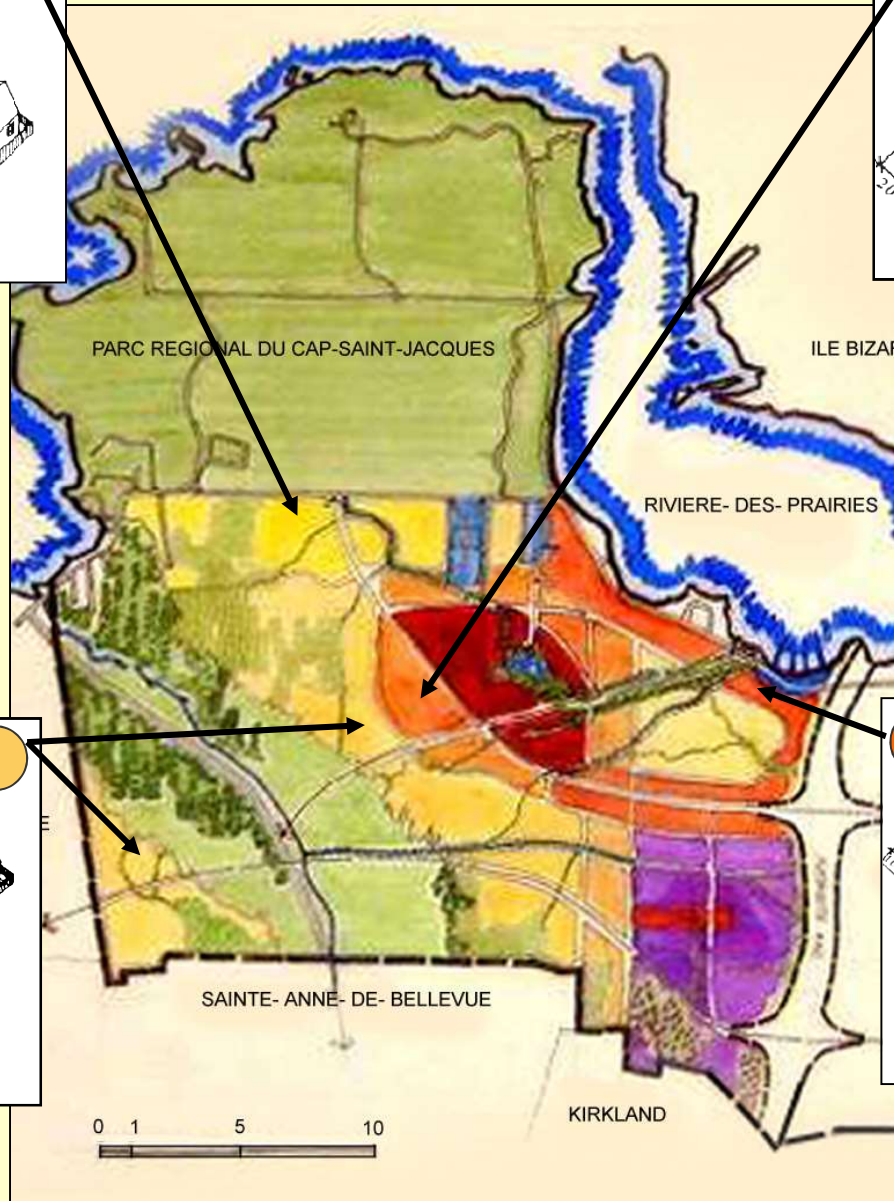 PARC REGIONAL DU CAP-SAINT-JACQUES
ILE BIZAR
RIVIERE- DES- PRAIRIES
E
SAINTE- ANNE- DE- BELLEVUE
KIRKLAND
0 1 5 10